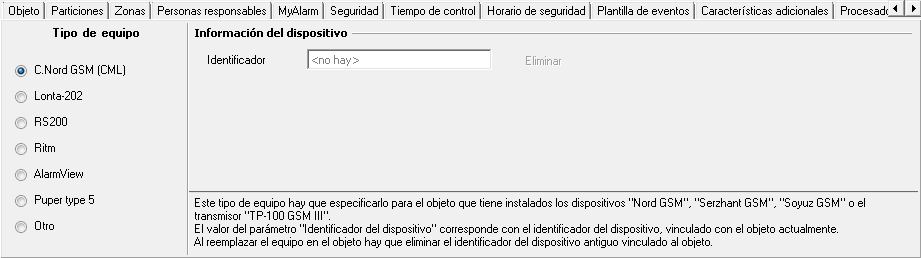 Objeto Particiones Zonas Personas responsables MyAlarm Seguridad Tiempo de control Horario de seguridad Plantilla de eventos Características adicionales Procesado
Tipo de equipo
C.Nord GSM (CML)
Lonta-202
RS200
Ritm
AlarmView
Puper type 5
Otro
Información del dispositivo
Identificador <no hay> Eliminar
Este tipo de equipo hay que especificarlo para el objeto que tiene instalados los dispositivos "Nord GSM", "Serzhant GSM", "Soyuz GSM" o el
transmisor "TP-100 GSM III".
El valor del parámetro "Identificador del dispositivo" corresponde con el identificador del dispositivo, vinculado con el objeto actualmente.
Al reemplazar el equipo en el objeto hay que eliminar el identificador del dispositivo antiguo vinculado al objeto.